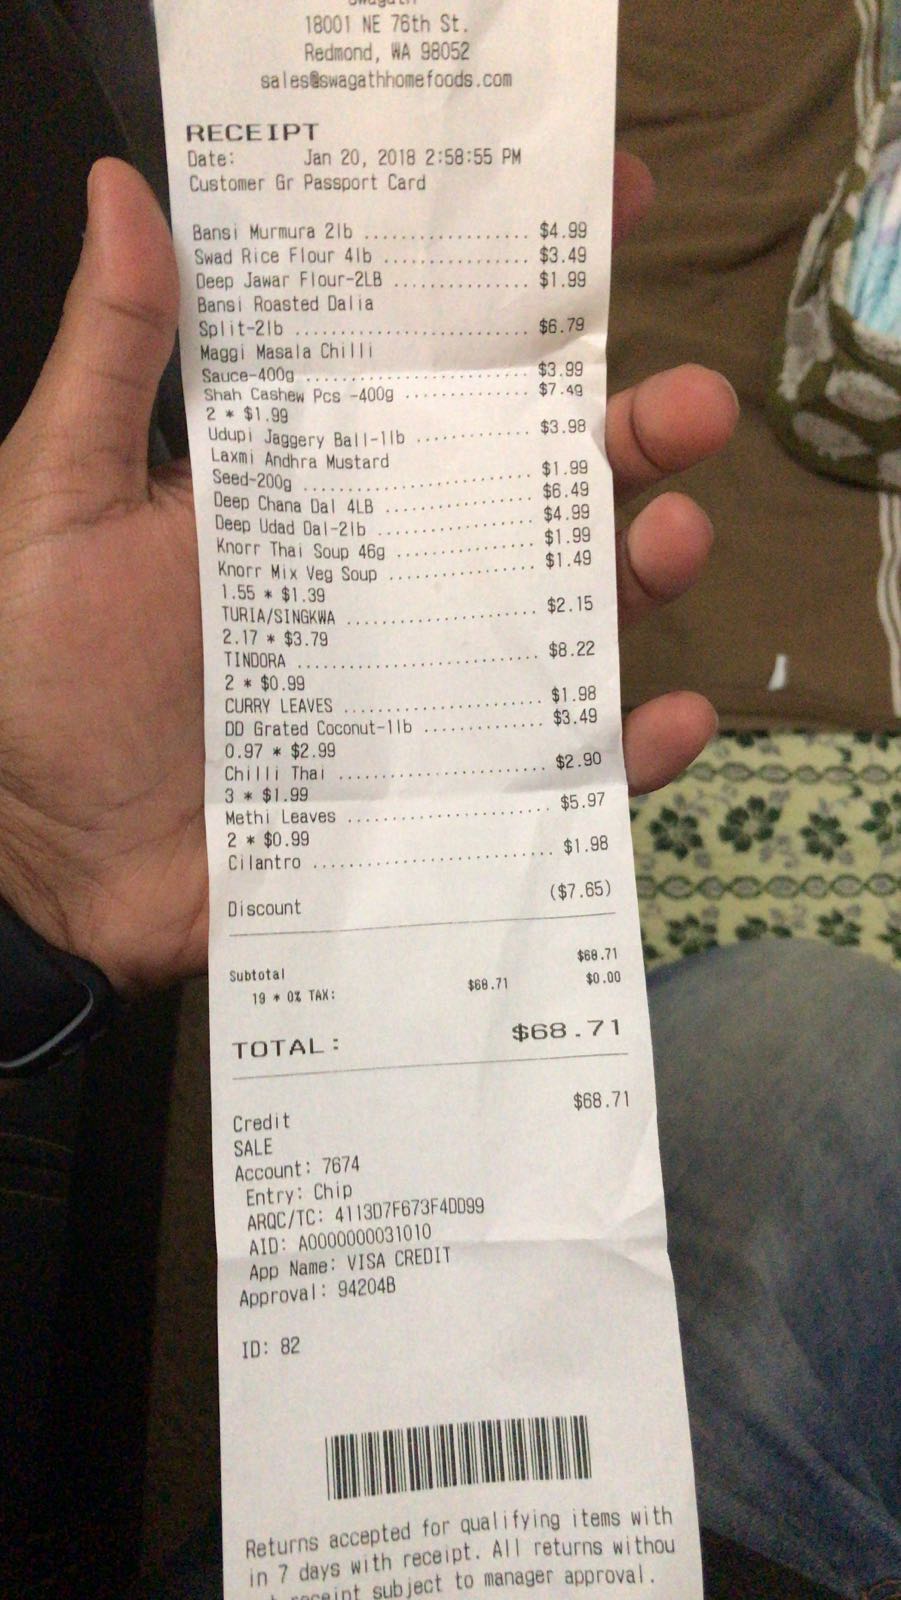 Swagath
18001 NE 76th St.
Redmond, WA 98052
sales@swagathhomefoods.com
RECEIPT
Date: Jan 20, 2018 2:58:55 PM
Customer Gr Passport Card
Bansi Murmura 2lb .................. $4.99
Swad Rice Flour 4lb ................ $3.49
Deep Jawar Flour-2LB ............... $1.99
Bansi Roasted Dalia
Split-2lb .......................... $6.79
Maggi Masala Chilli
Sauce-400g ......................... $3.99
Shah Cashew Pcs -400g .............. $7.49
2 * $1.99
Udupi Jaggery Ball-1lb ............. $3.98
Laxmi Andhra Mustard
Seed-200g .......................... $1.99
Deep Chana Dal 4LB ................. $6.49
Deep Udad Dal-2lb .................. $4.99
Knorr Thai Soup 46g ................ $1.99
Knorr Mix Veg Soup ................. $1.49
1.55 * $1.39
TURIA/SINGKWA ...................... $2.15
2.17 * $3.79
TINDORA ............................ $8.22
2 * $0.99
CURRY LEAVES ....................... $1.98
DD Grated Coconut-1lb .............. $3.49
0.97 * $2.99
Chilli Thai ........................ $2.90
3 * $1.99
Methi Leaves ....................... $5.97
2 * $0.99
Cilantro ........................... $1.98
Discount ($7.65)
Subtotal $68.71
19 * 0% TAX: $68.71 $0.00
TOTAL: $68.71
Credit $68.71
SALE
Account: 7674
Entry: Chip
ARQC/TC: 4113D7F673F4DD99
AID: A0000000031010
App Name: VISA CREDIT
Approval: 94204B
ID: 82
Returns accepted for qualifying items with
in 7 days with receipt. All returns withou
t receipt subject to manager approval.